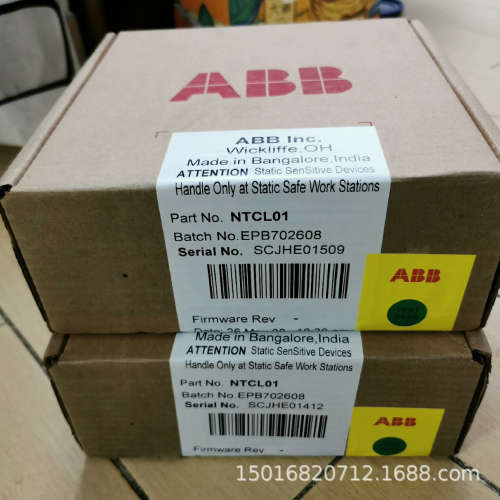 ABB
ABB Inc.
Wickliffe,OH
Made in Bangalore,India
ATTENTION Static SenSitive Devices
Handle Only at Static Safe Work Stations
Part No. NTCL01
Batch No.EPB702608
Serial No. SCJHE01509
Firmware Rev -
ABB
Made in Bangalore,India
ATTENTION Static SenSitive Devices
Handle Only at Static Safe Work Stations
Part No. NTCL01
Batch No.EPB702608
Serial No. SCJHE01412
Firmware Rev -
ABB
15016820712.1688.com